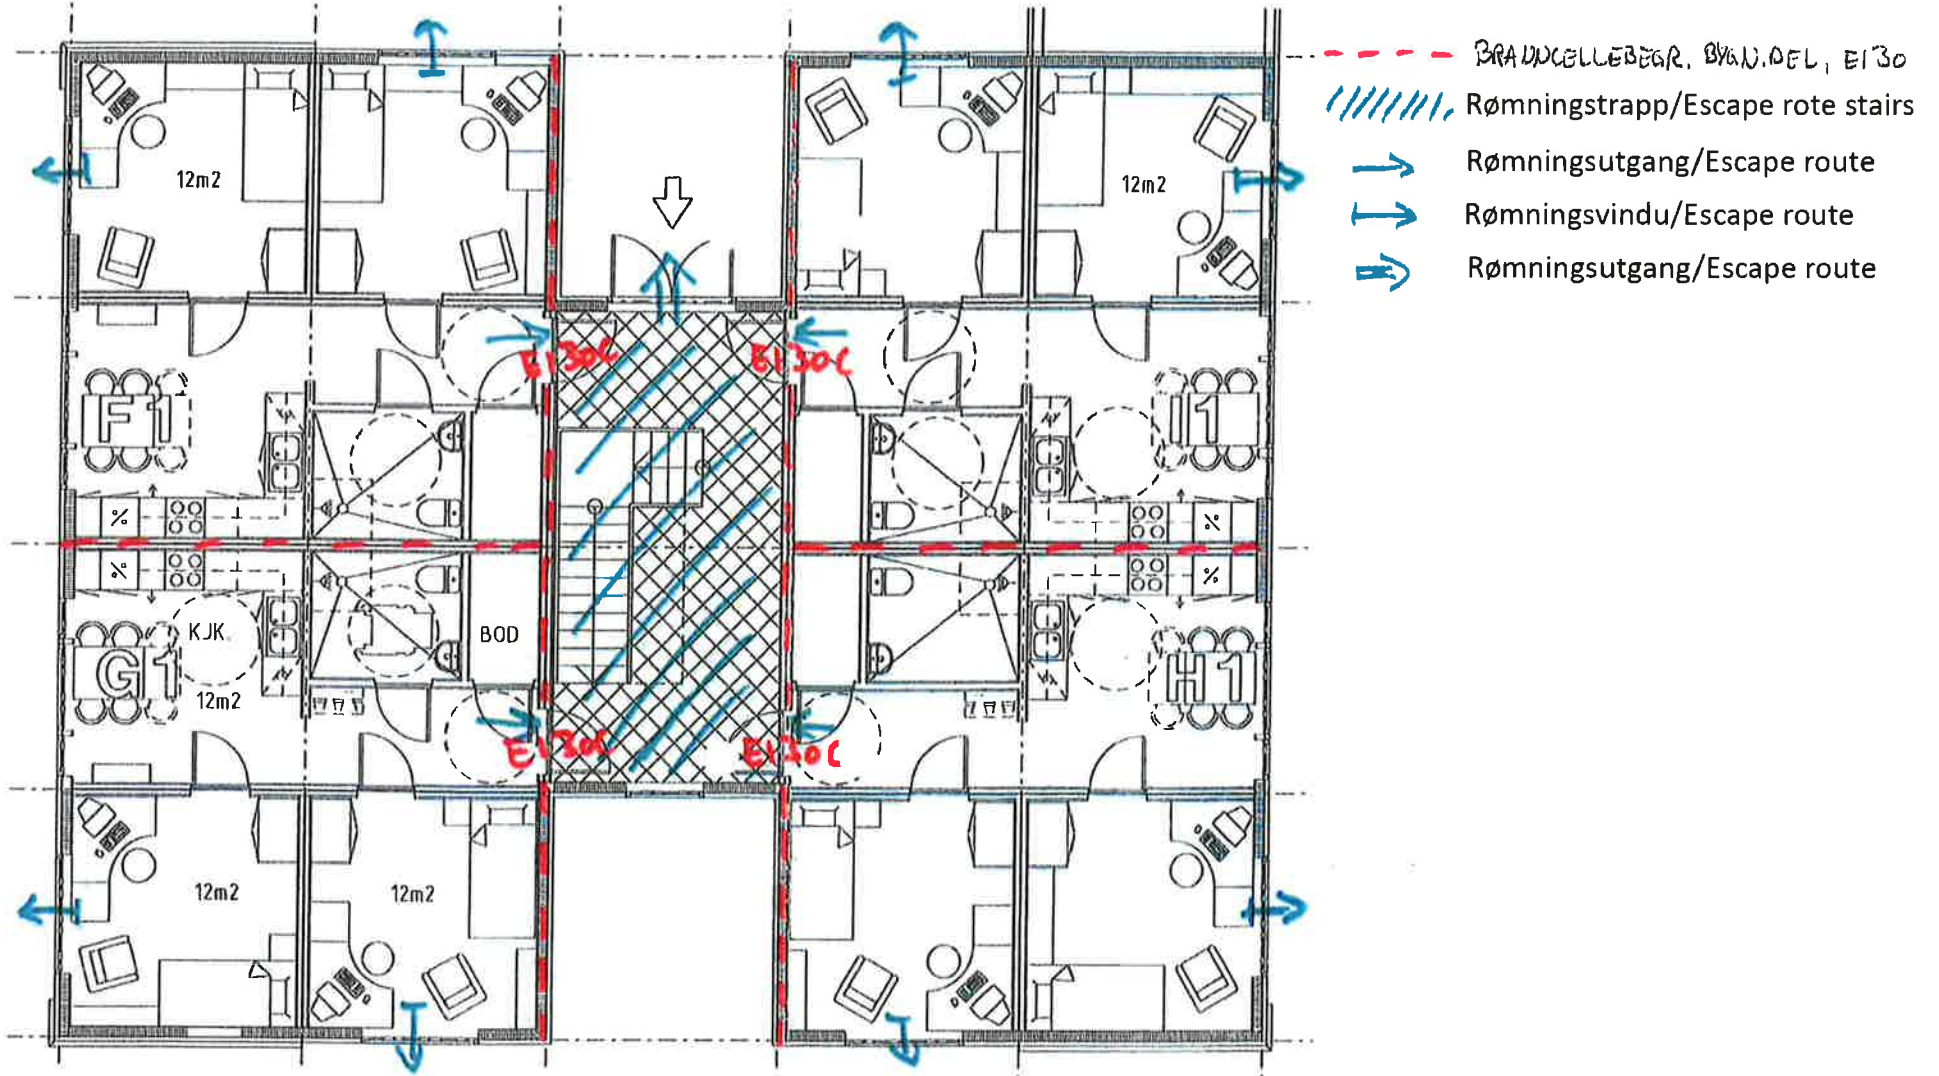 BRANNCELLEBEGR. BYGN.DEL, EI30
Rømningstrapp/Escape rote stairs
Rømningsutgang/Escape route
Rømningsvindu/Escape route
Rømningsutgang/Escape route
12m2
12m2
EI30C
EI30C
F1
I1
KJK.
BOD
G1
H1
12m2
EI30C
EI30C
12m2
12m2